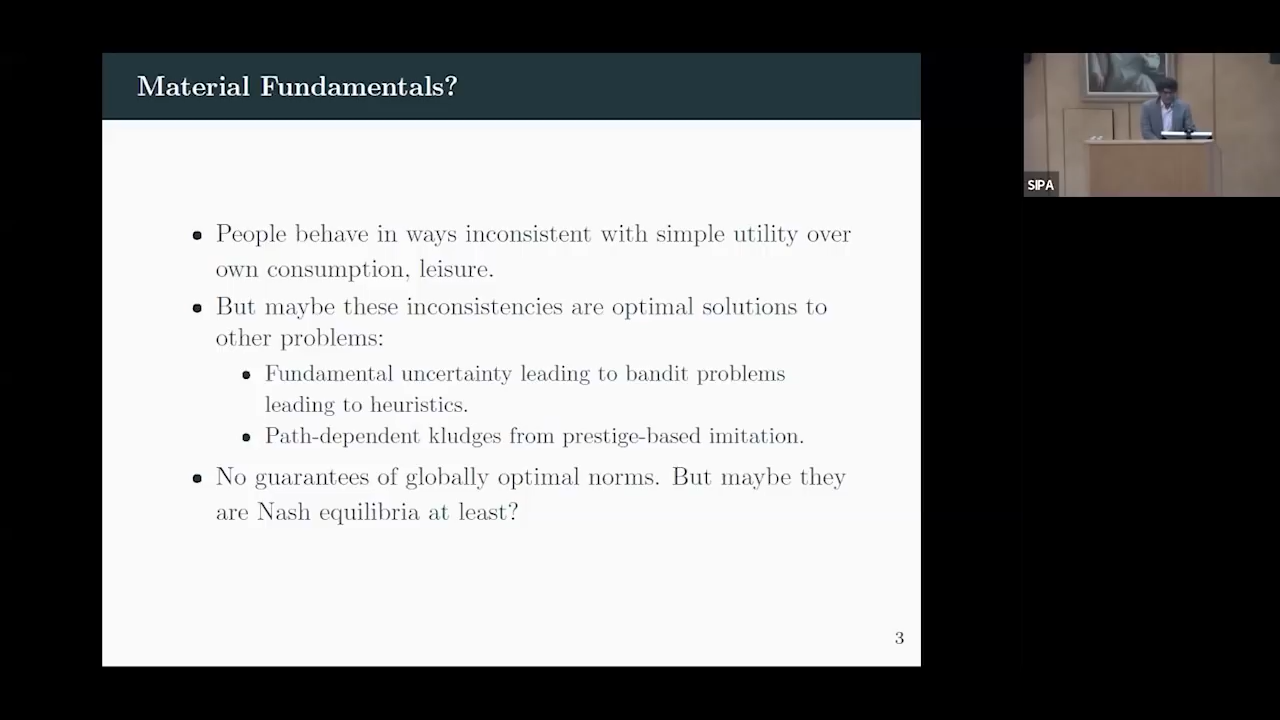 Material Fundamentals?
• People behave in ways inconsistent with simple utility over
own consumption, leisure.
• But maybe these inconsistencies are optimal solutions to
other problems:
• Fundamental uncertainty leading to bandit problems
leading to heuristics.
• Path-dependent kludges from prestige-based imitation.
• No guarantees of globally optimal norms. But maybe they
are Nash equilibria at least?
3
SIPA